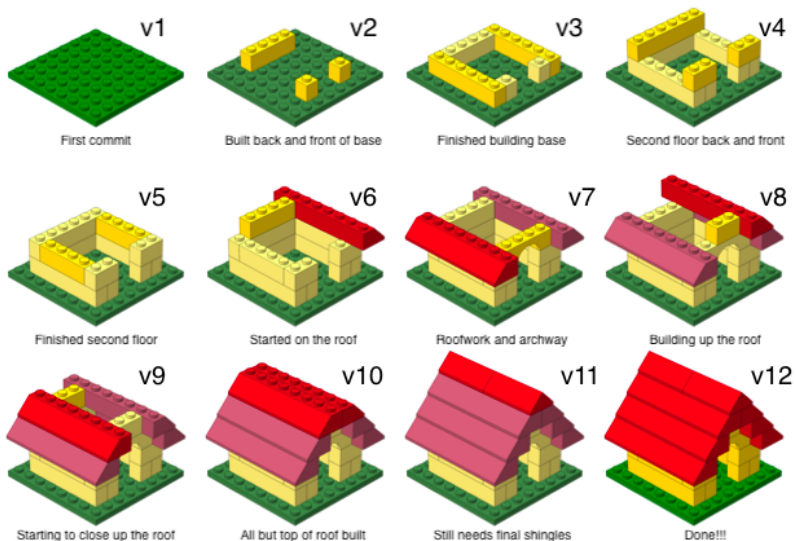 v1
v2
v3
v4
First commit
Built back and front of base
Finished building base
Second floor back and front
v5
v6
v7
v8
Finished second floor
Started on the roof
Roofwork and archway
Building up the roof
v9
v10
v11
v12
Starting to close up the roof
All but top of roof built
Still needs final shingles
Done!!!